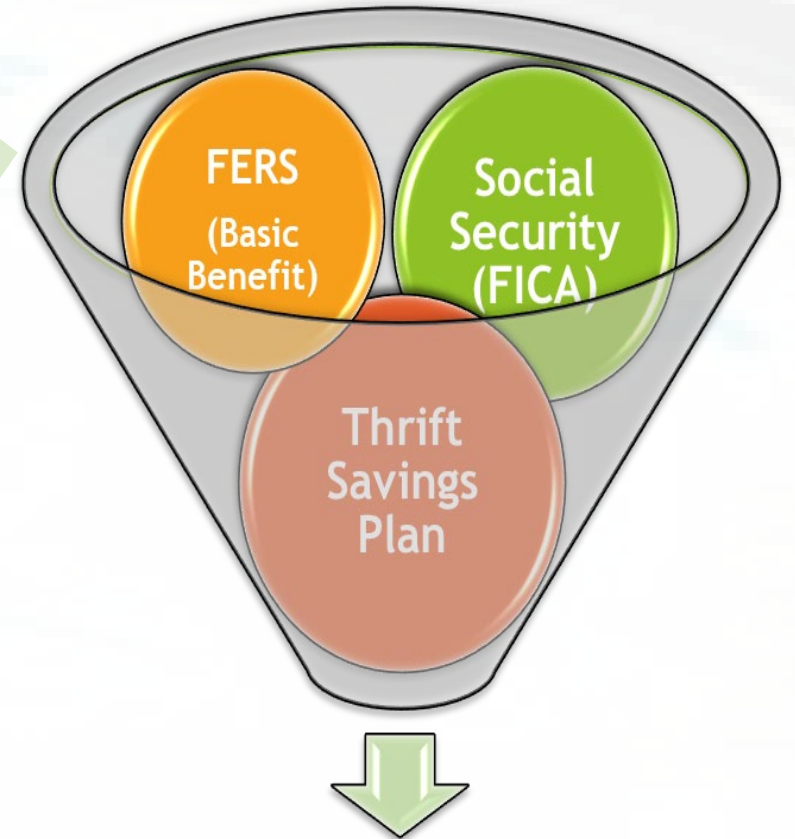 FERS
(Basic
Benefit)
Social
Security
(FICA)
Thrift
Savings
Plan